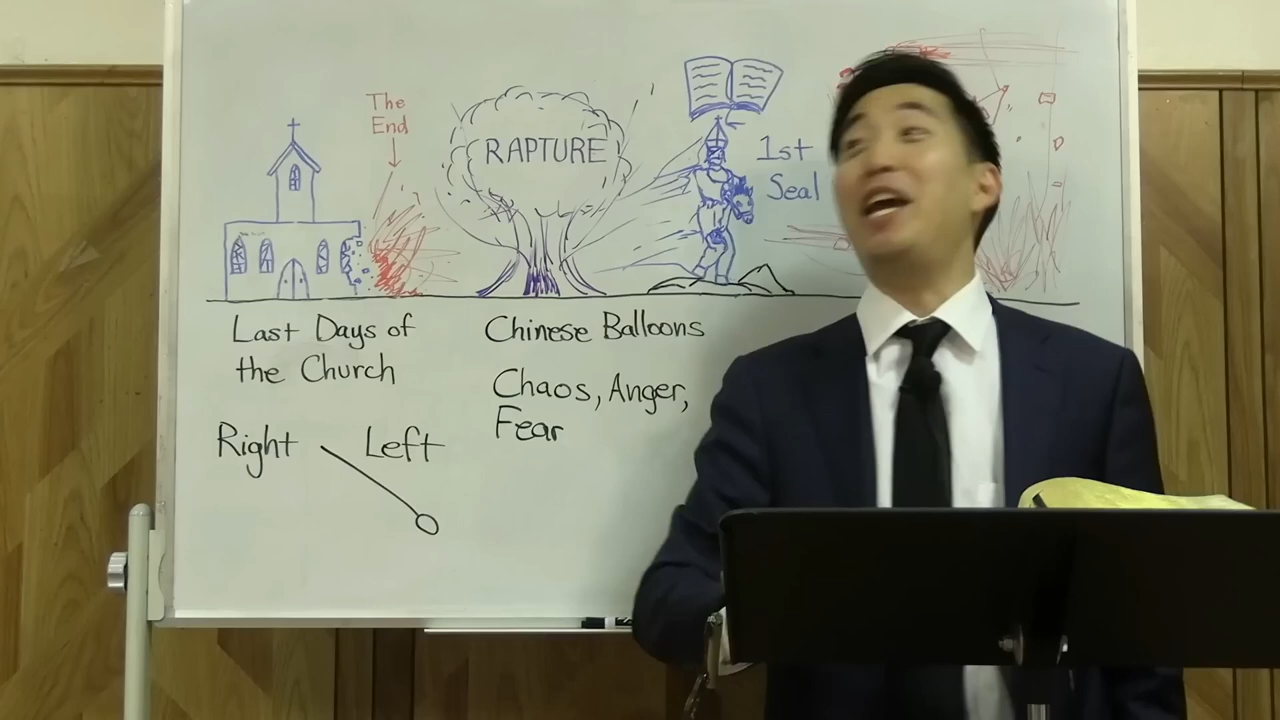 The
End
RAPTURE
1st
Seal
Last Days of
the Church
Chinese Balloons
Chaos, Anger,
Fear
Right
Left